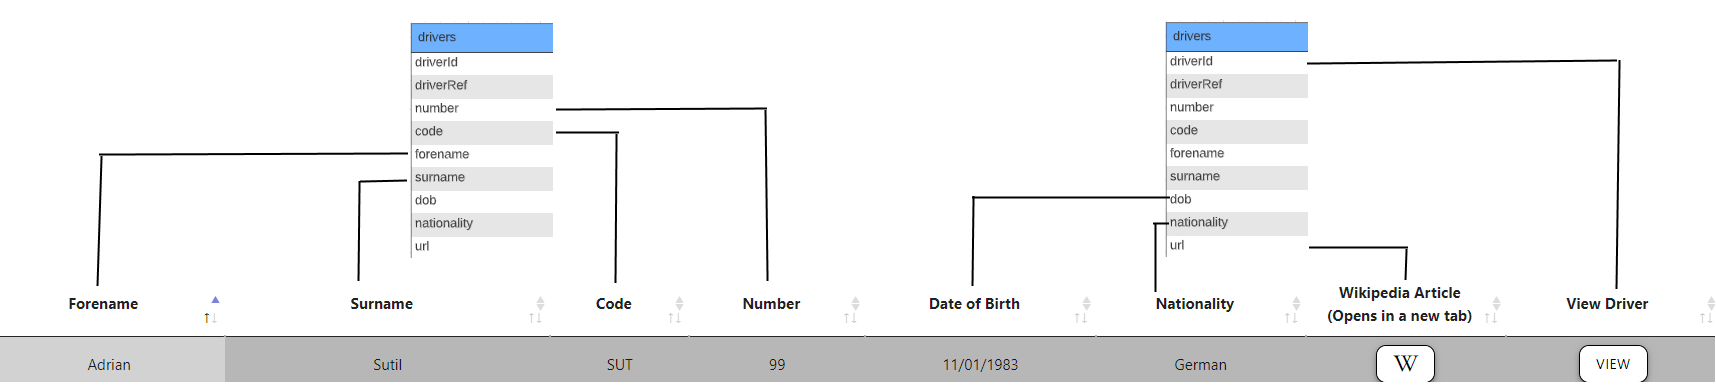 drivers
driverId
driverRef
number
code
forename
surname
dob
nationality
url
drivers
driverId
driverRef
number
code
forename
surname
dob
nationality
url
Forename
Surname
Code
Number
Date of Birth
Nationality
Wikipedia Article
(Opens in a new tab)
View Driver
Adrian
Sutil
SUT
99
11/01/1983
German
W
VIEW